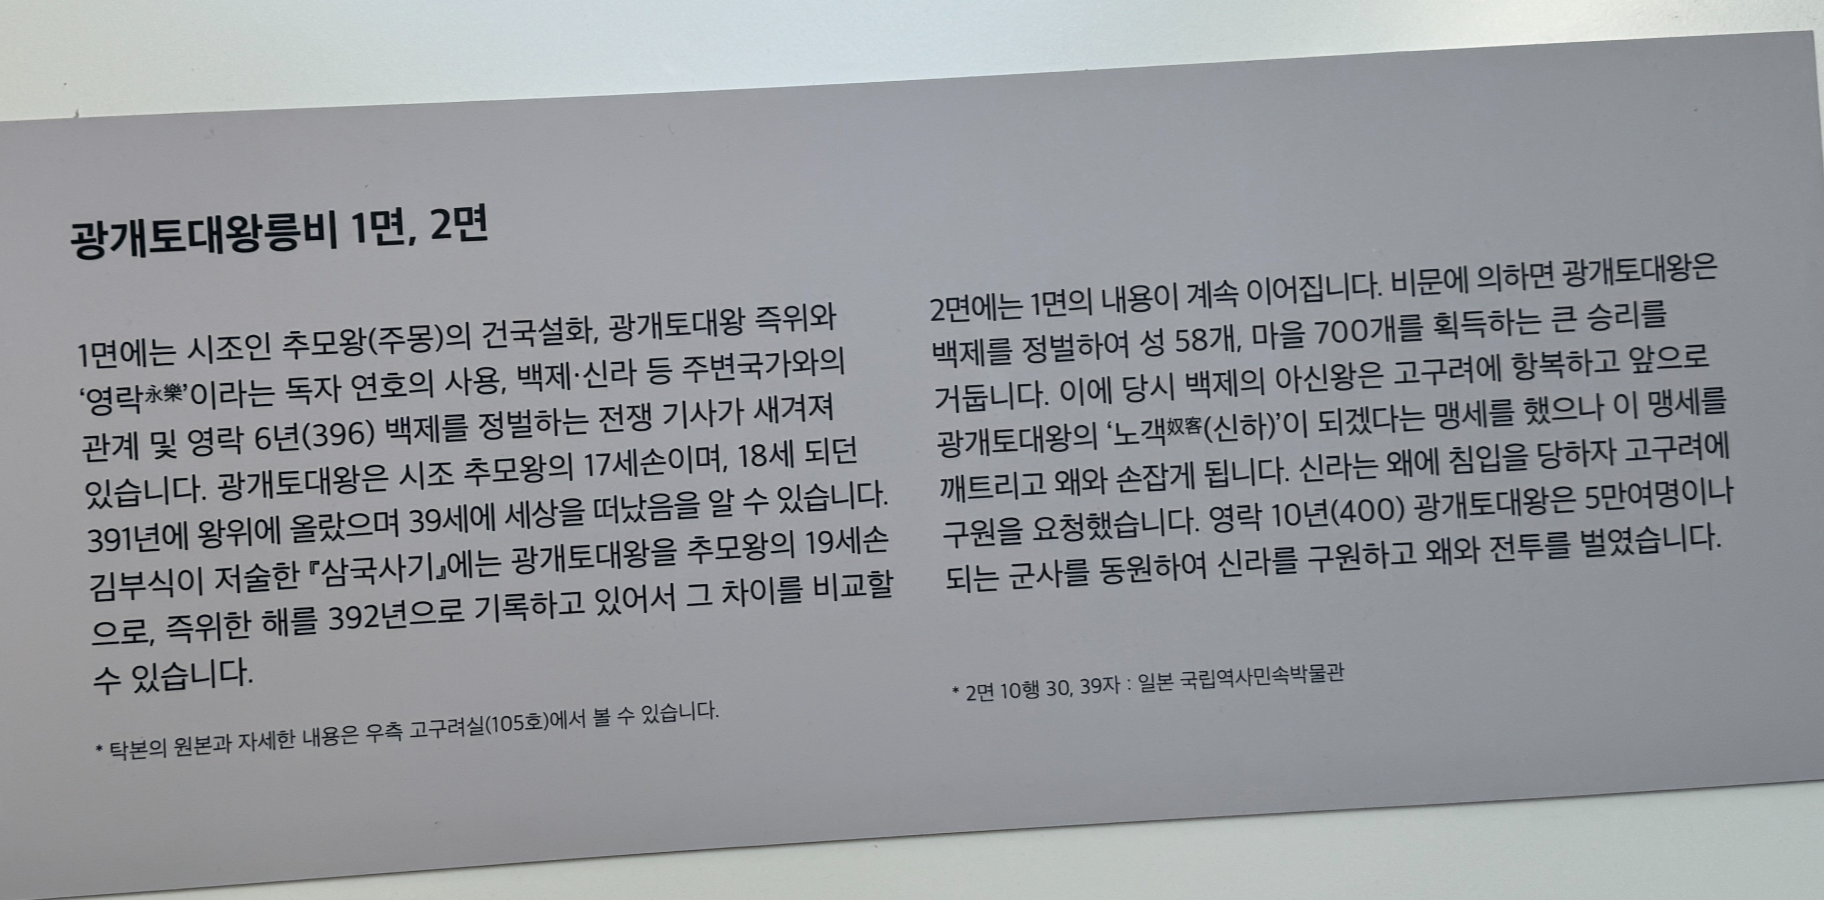 광개토대왕릉비 1면, 2면
1면에는 시조인 추모왕(주몽)의 건국설화, 광개토대왕 즉위와
‘영락永樂’이라는 독자 연호의 사용, 백제·신라 등 주변국가와의
관계 및 영락 6년(396) 백제를 정벌하는 전쟁 기사가 새겨져
있습니다. 광개토대왕은 시조 추모왕의 17세손이며, 18세 되던
391년에 왕위에 올랐으며 39세에 세상을 떠났음을 알 수 있습니다.
김부식이 저술한 『삼국사기』에는 광개토대왕을 추모왕의 19세손
으로, 즉위한 해를 392년으로 기록하고 있어서 그 차이를 비교할
수 있습니다.
* 탁본의 원본과 자세한 내용은 우측 고구려실(105호)에서 볼 수 있습니다.
2면에는 1면의 내용이 계속 이어집니다. 비문에 의하면 광개토대왕은
백제를 정벌하여 성 58개, 마을 700개를 획득하는 큰 승리를
거둡니다. 이에 당시 백제의 아신왕은 고구려에 항복하고 앞으로
광개토대왕의 ‘노객奴客(신하)’이 되겠다는 맹세를 했으나 이 맹세를
깨트리고 왜와 손잡게 됩니다. 신라는 왜에 침입을 당하자 고구려에
구원을 요청했습니다. 영락 10년(400) 광개토대왕은 5만여명이나
되는 군사를 동원하여 신라를 구원하고 왜와 전투를 벌였습니다.
* 2면 10행 30, 39자 : 일본 국립역사민속박물관